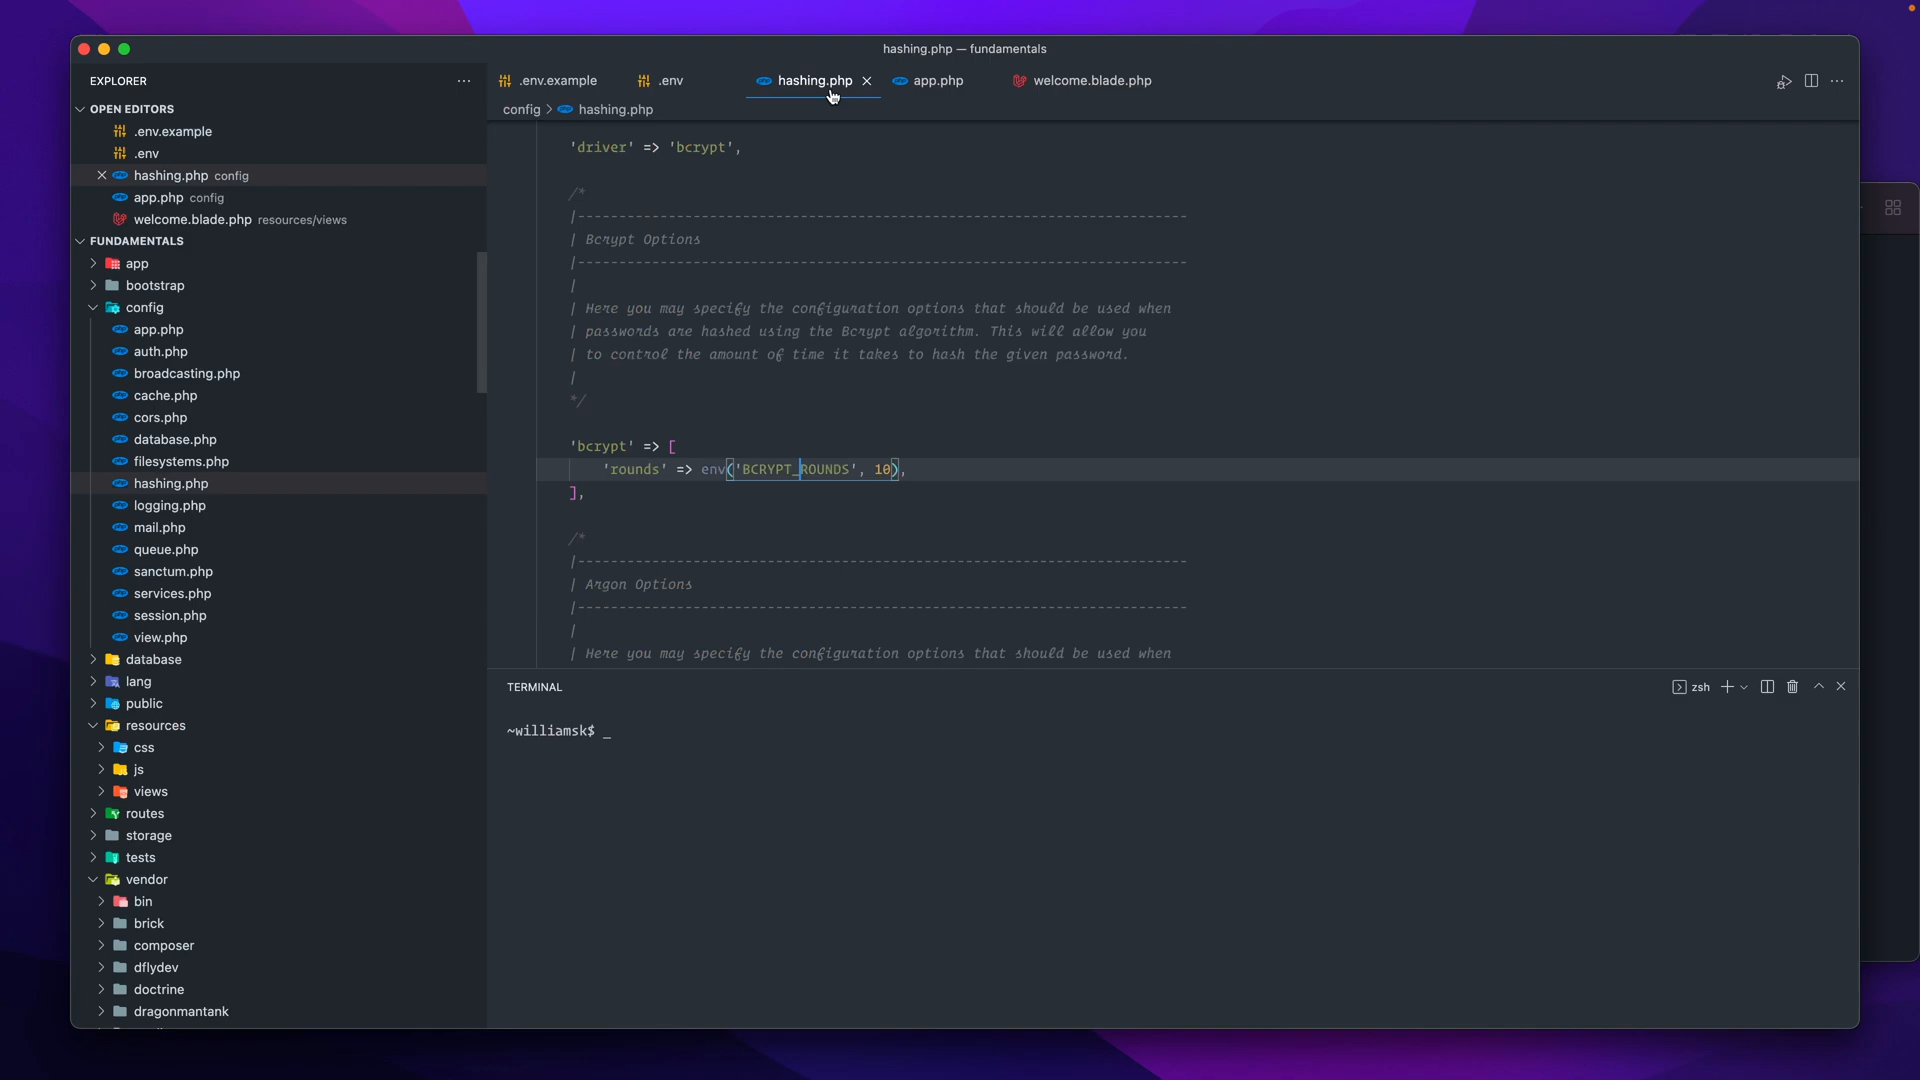 hashing.php — fundamentals
EXPLORER
OPEN EDITORS
.env.example
.env
hashing.php config
app.php config
welcome.blade.php resources/views
FUNDAMENTALS
app
bootstrap
config
app.php
auth.php
broadcasting.php
cache.php
cors.php
database.php
filesystems.php
hashing.php
logging.php
mail.php
queue.php
sanctum.php
services.php
session.php
view.php
database
lang
public
resources
css
js
views
routes
storage
tests
vendor
bin
brick
composer
dflydev
doctrine
dragonmantank
.env.example .env hashing.php app.php welcome.blade.php
config > hashing.php
'driver' => 'bcrypt',
/*
|--------------------------------------------------------------------------
| Bcrypt Options
|--------------------------------------------------------------------------
|
| Here you may specify the configuration options that should be used when
| passwords are hashed using the Bcrypt algorithm. This will allow you
| to control the amount of time it takes to hash the given password.
|
*/
'bcrypt' => [
'rounds' => env('BCRYPT_ROUNDS', 10),
],
/*
|--------------------------------------------------------------------------
| Argon Options
|--------------------------------------------------------------------------
|
| Here you may specify the configuration options that should be used when
TERMINAL
zsh
~williamsk$ _